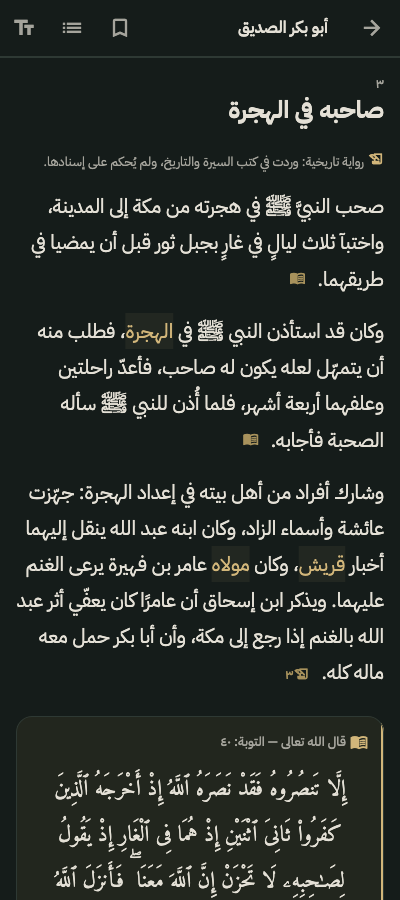 أبو بكر الصديق
٣
صاحبه في الهجرة
رواية تاريخية: وردت في كتب السيرة والتاريخ، ولم يُحكم على إسنادها.
صحب النبيَّ ﷺ في هجرته من مكة إلى المدينة،
واختبآ ثلاث ليالٍ في غارٍ بجبل ثور قبل أن يمضيا في
طريقهما.
وكان قد استأذن النبي ﷺ في الهجرة، فطلب منه
أن يتمهّل لعله يكون له صاحب، فأعدّ راحلتين
وعلفهما أربعة أشهر، فلما أُذن للنبي ﷺ سأله
الصحبة فأجابه.
وشارك أفراد من أهل بيته في إعداد الهجرة: جهّزت
عائشة وأسماء الزاد، وكان ابنه عبد الله ينقل إليهما
أخبار قريش، وكان مولاه عامر بن فهيرة يرعى الغنم
عليهما. ويذكر ابن إسحاق أن عامرًا كان يعفّي أثر عبد
الله بالغنم إذا رجع إلى مكة، وأن أبا بكر حمل معه
ماله كله. ٣
قال الله تعالى — التوبة: ٤٠
إِلَّا تَنصُرُوهُ فَقَدْ نَصَرَهُ ٱللَّهُ إِذْ أَخْرَجَهُ ٱلَّذِينَ
كَفَرُوا۟ ثَانِىَ ٱثْنَيْنِ إِذْ هُمَا فِى ٱلْغَارِ إِذْ يَقُولُ
لِصَـٰحِبِهِۦ لَا تَحْزَنْ إِنَّ ٱللَّهَ مَعَنَا ۖ فَأَنزَلَ ٱللَّهُ